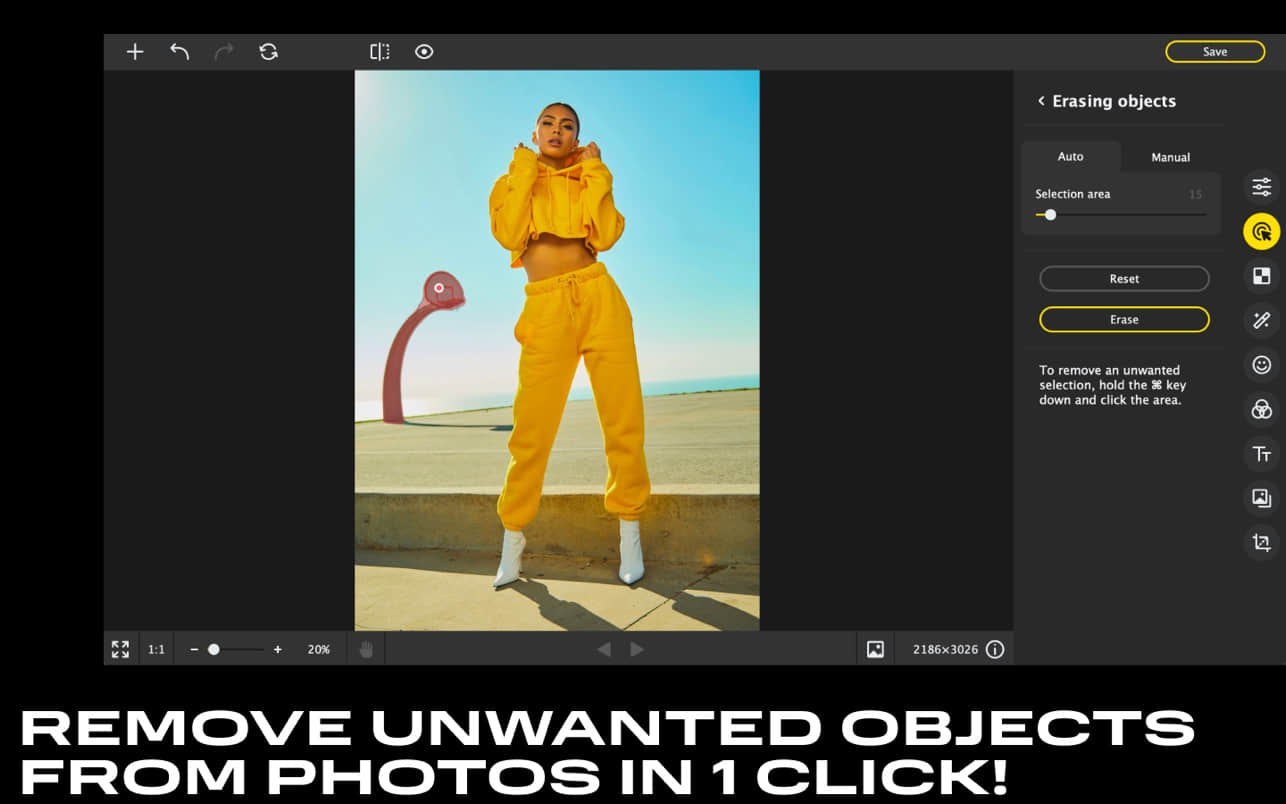 Save
Erasing objects
Auto
Manual
Selection area
15
Reset
Erase
To remove an unwanted
selection, hold the ⌘ key
down and click the area.
TT
1:1
20%
2186×3026
REMOVE UNWANTED OBJECTS
FROM PHOTOS IN 1 CLICK!